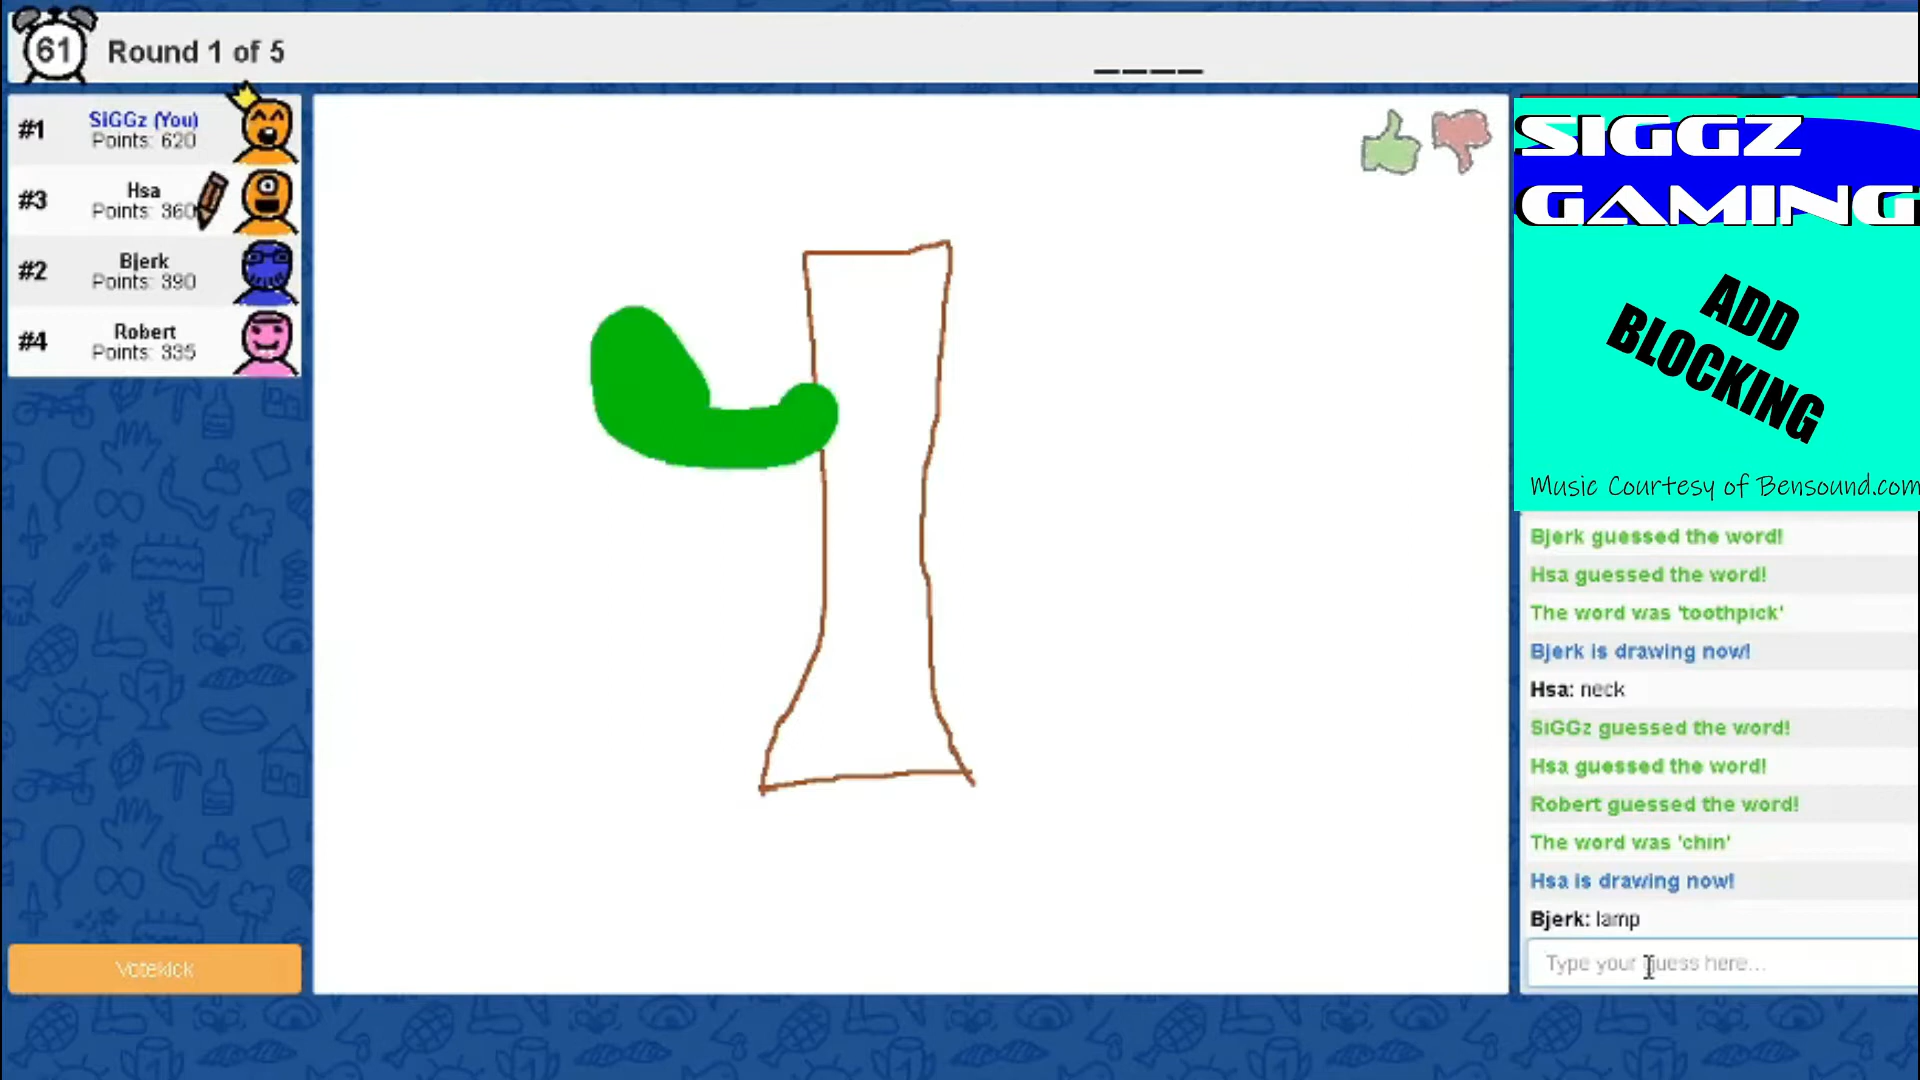 61
Round 1 of 5
____
#1
SiGGz (You)
Points: 620
#3
Hsa
Points: 360
#2
Bjerk
Points: 390
#4
Robert
Points: 335
Votekick
SIGGZ
GAMING
ADD
BLOCKING
Music Courtesy of Bensound.com
Bjerk guessed the word!
Hsa guessed the word!
The word was 'toothpick'
Bjerk is drawing now!
Hsa: neck
SiGGz guessed the word!
Hsa guessed the word!
Robert guessed the word!
The word was 'chin'
Hsa is drawing now!
Bjerk: lamp
Type your guess here...